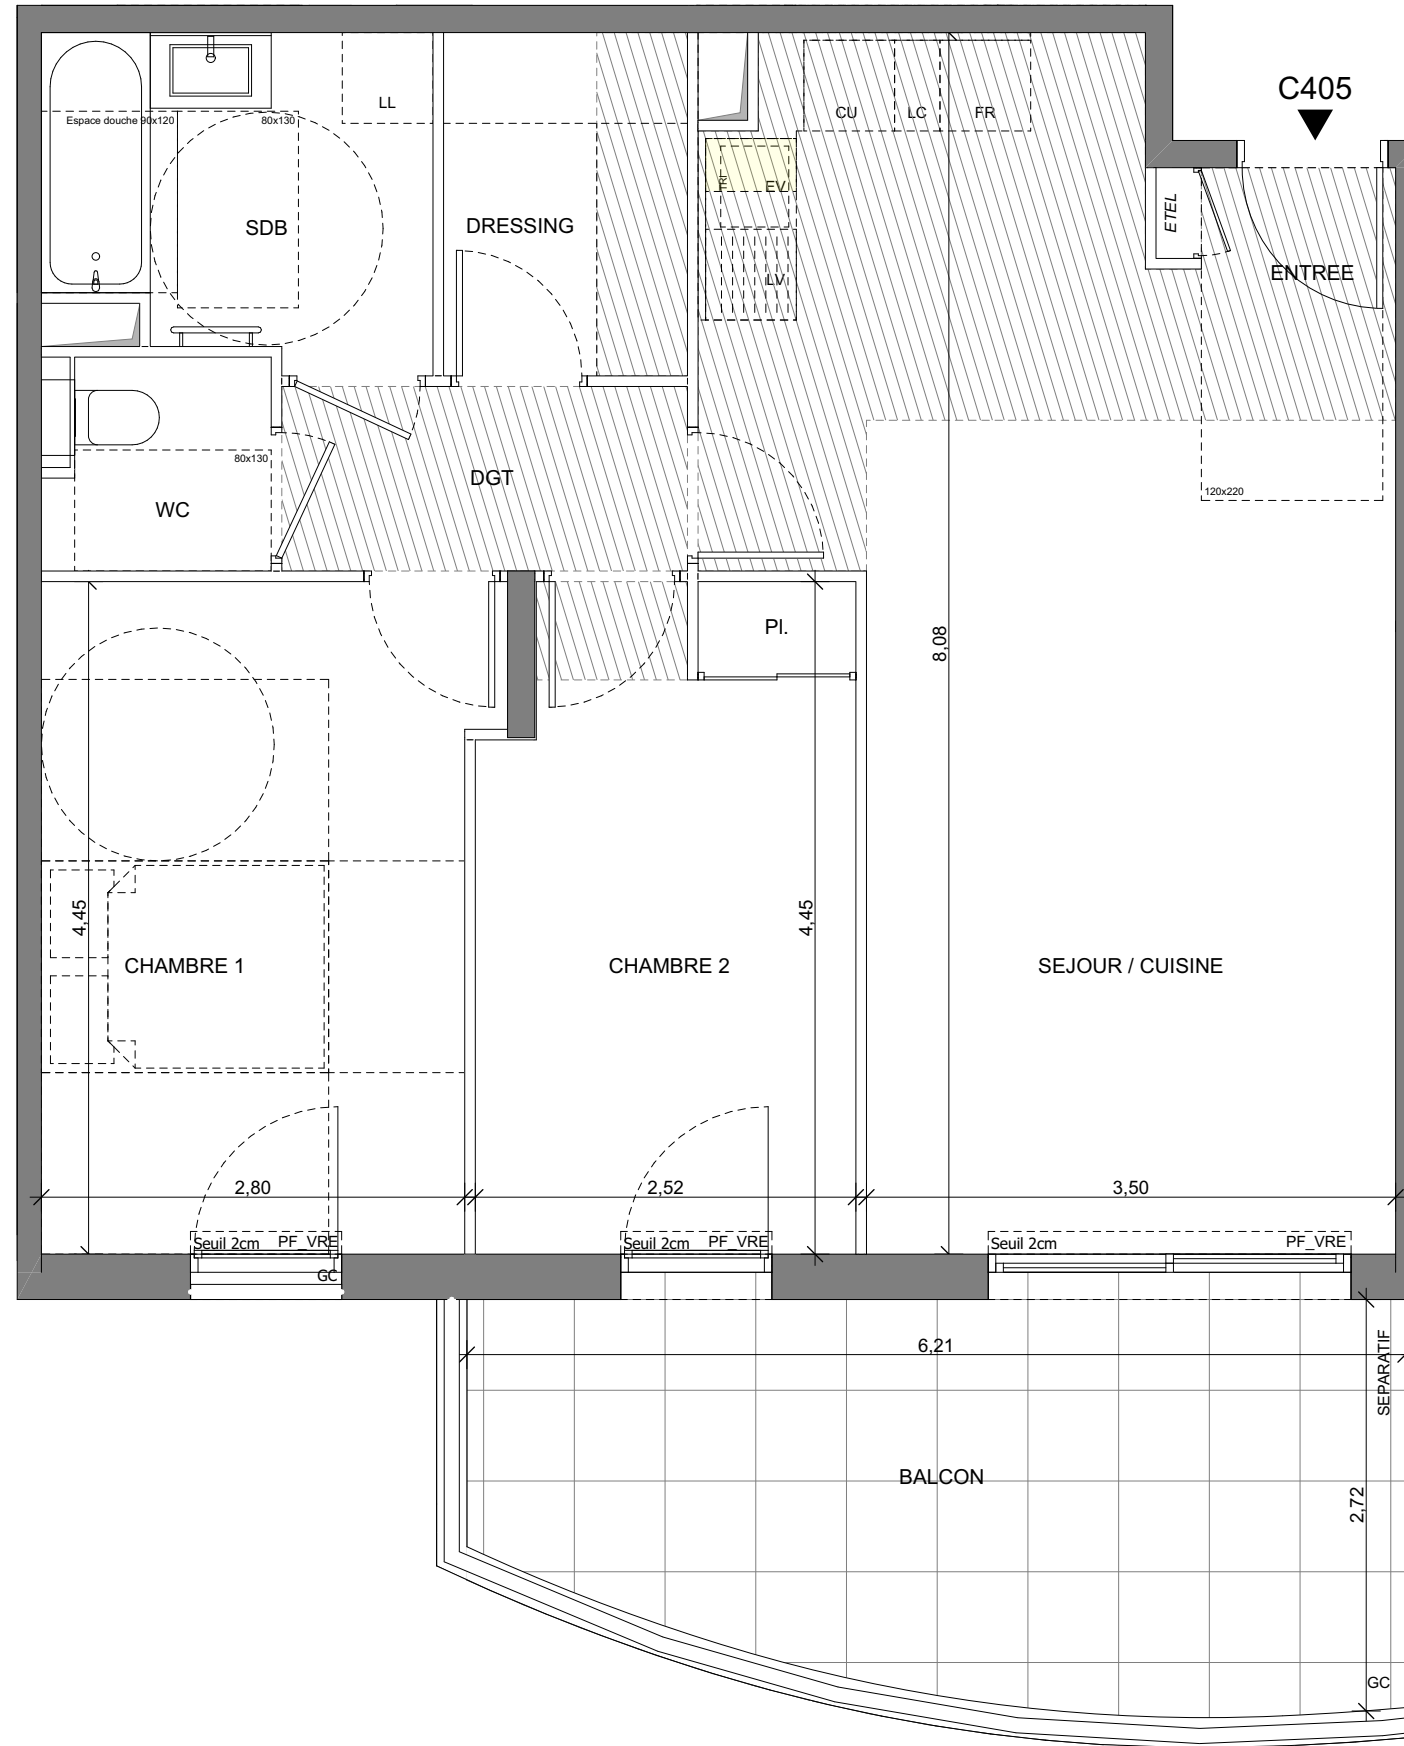 C405
LL
CU
LC
FR
Espace douche 90x120
80x130
TRI
EV
ETEL
SDB
DRESSING
LV
ENTREE
80x130
DGT
120x220
WC
Pl.
8,08
4,45
4,45
CHAMBRE 1
CHAMBRE 2
SEJOUR / CUISINE
2,80
2,52
3,50
Seuil 2cm
PF_VRE
Seuil 2cm
PF_VRE
Seuil 2cm
PF_VRE
GC
6,21
SEPARATIF
BALCON
2,72
GC